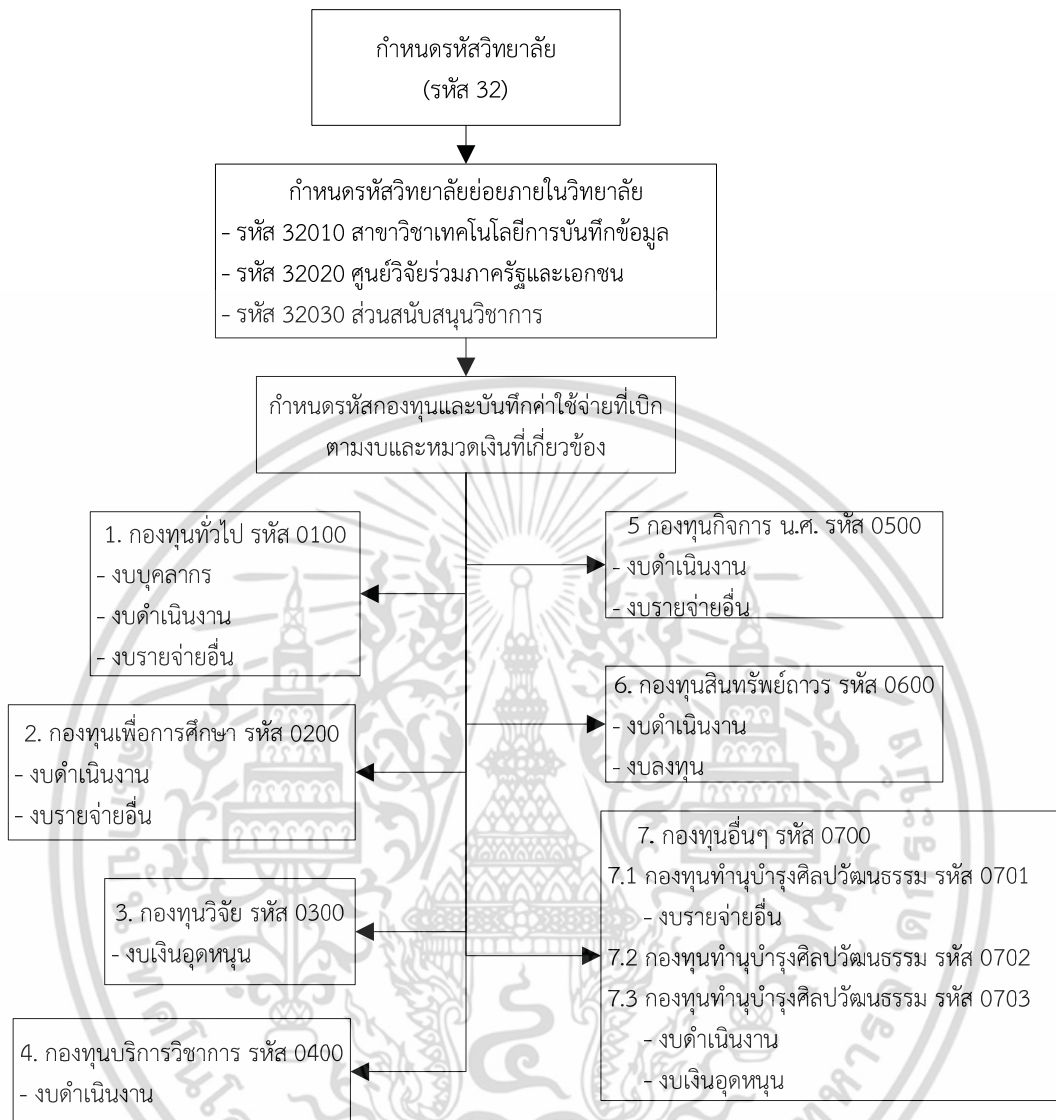 กำหนดรหัสวิทยาลัย
(รหัส 32)
กำหนดรหัสวิทยาลัยย่อยภายในวิทยาลัย
- รหัส 32010 สาขาวิชาเทคโนโลยีการบันทึกข้อมูล
- รหัส 32020 ศูนย์วิจัยร่วมภาครัฐและเอกชน
- รหัส 32030 ส่วนสนับสนุนวิชาการ
กำหนดรหัสกองทุนและบันทึกค่าใช้จ่ายที่เบิก
ตามงบและหมวดเงินที่เกี่ยวข้อง
1. กองทุนทั่วไป รหัส 0100
- งบบุคลากร
- งบดำเนินงาน
- งบรายจ่ายอื่น
2. กองทุนเพื่อการศึกษา รหัส 0200
- งบดำเนินงาน
- งบรายจ่ายอื่น
3. กองทุนวิจัย รหัส 0300
- งบเงินอุดหนุน
4. กองทุนบริการวิชาการ รหัส 0400
- งบดำเนินงาน
5 กองทุนกิจการ น.ศ. รหัส 0500
- งบดำเนินงาน
- งบรายจ่ายอื่น
6. กองทุนสินทรัพย์ถาวร รหัส 0600
- งบดำเนินงาน
- งบลงทุน
7. กองทุนอื่นๆ รหัส 0700
7.1 กองทุนทำนุบำรุงศิลปวัฒนธรรม รหัส 0701
- งบรายจ่ายอื่น
7.2 กองทุนทำนุบำรุงศิลปวัฒนธรรม รหัส 0702
7.3 กองทุนทำนุบำรุงศิลปวัฒนธรรม รหัส 0703
- งบดำเนินงาน
- งบเงินอุดหนุน